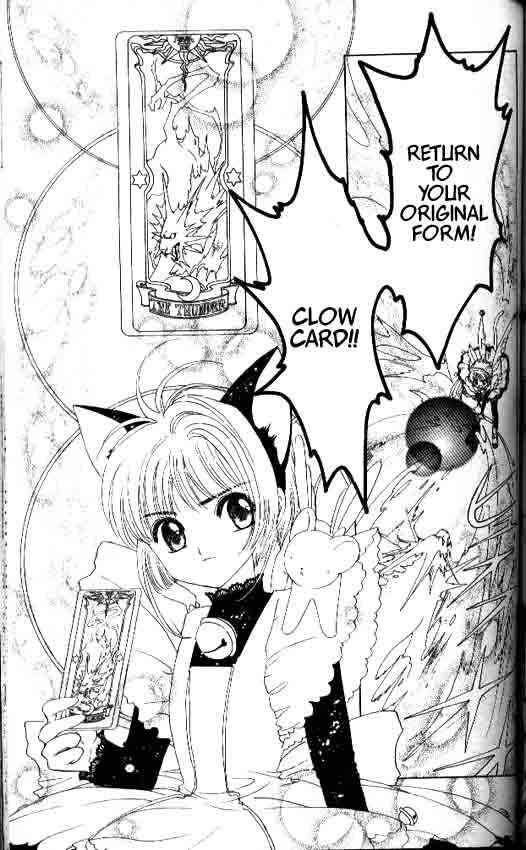 RETURN
TO
YOUR
ORIGINAL
FORM!
CLOW
CARD!!
THE THUNDER